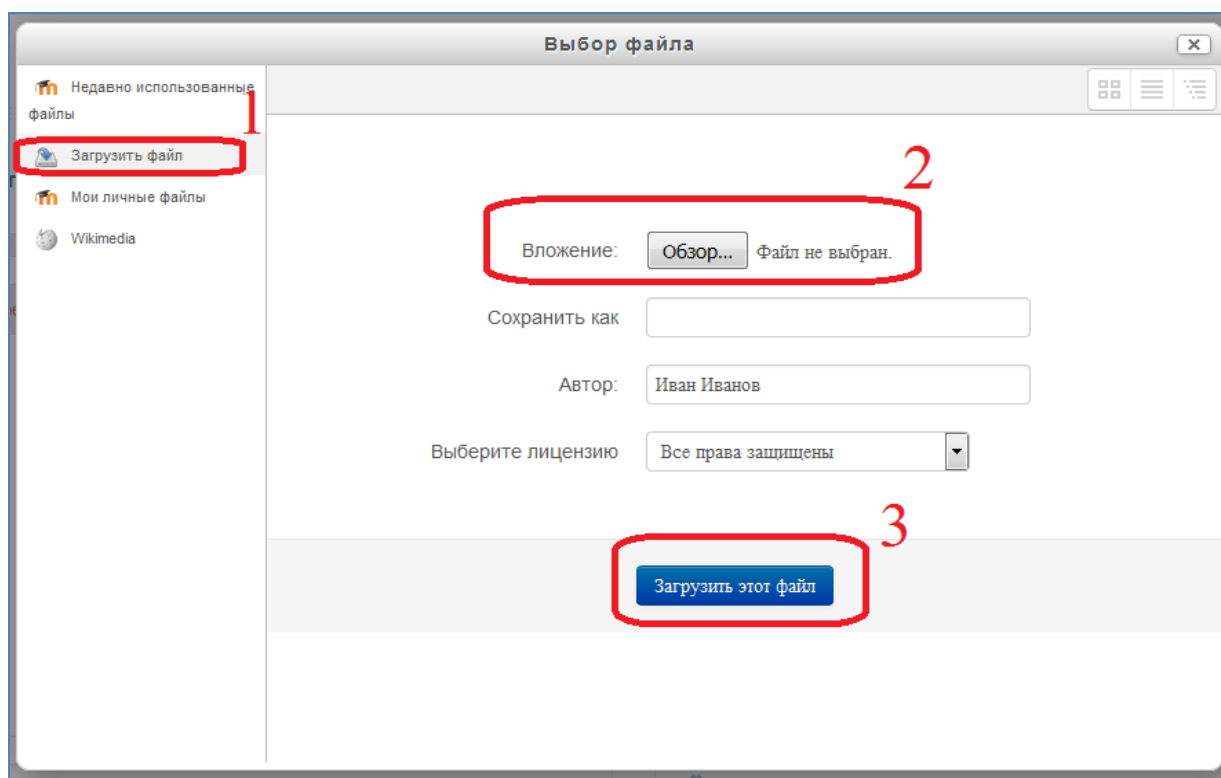 Выбор файла
Недавно использованные
файлы
1
Загрузить файл
Мои личные файлы
Wikimedia
2
Вложение: Обзор... Файл не выбран.
Сохранить как
Автор: Иван Иванов
Выберите лицензию Все права защищены
3
Загрузить этот файл